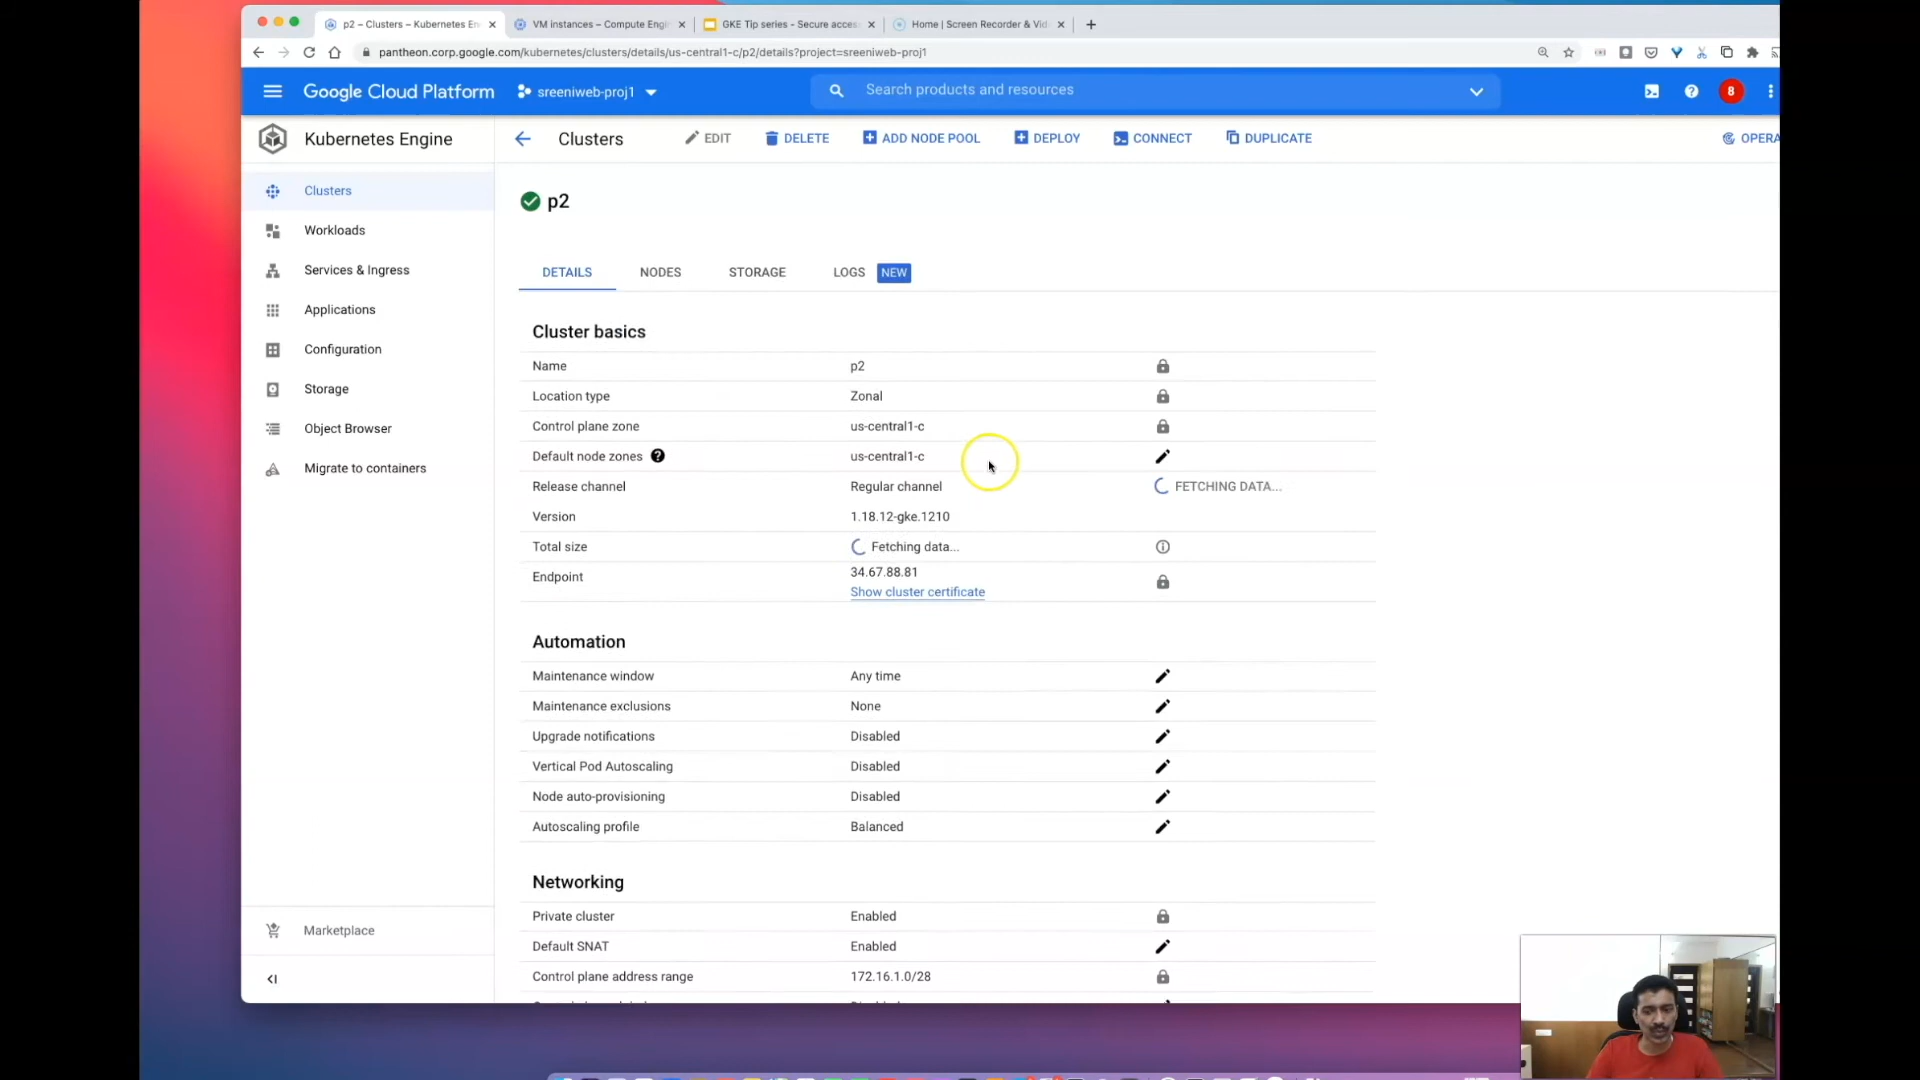 p2 – Clusters – Kubernetes En
VM instances – Compute Engin
GKE Tip series - Secure acces
Home | Screen Recorder & Vid
pantheon.corp.google.com/kubernetes/clusters/details/us-central1-c/p2/details?project=sreeniweb-proj1
Google Cloud Platform
sreeniweb-proj1
Search products and resources
8
Kubernetes Engine
Clusters
EDIT
DELETE
ADD NODE POOL
DEPLOY
CONNECT
DUPLICATE
OPERA
Clusters
Workloads
Services & Ingress
Applications
Configuration
Storage
Object Browser
Migrate to containers
Marketplace
p2
DETAILS NODES STORAGE LOGS NEW
Cluster basics
Name p2
Location type Zonal
Control plane zone us-central1-c
Default node zones us-central1-c
Release channel Regular channel FETCHING DATA...
Version 1.18.12-gke.1210
Total size Fetching data...
Endpoint 34.67.88.81
Show cluster certificate
Automation
Maintenance window Any time
Maintenance exclusions None
Upgrade notifications Disabled
Vertical Pod Autoscaling Disabled
Node auto-provisioning Disabled
Autoscaling profile Balanced
Networking
Private cluster Enabled
Default SNAT Enabled
Control plane address range 172.16.1.0/28